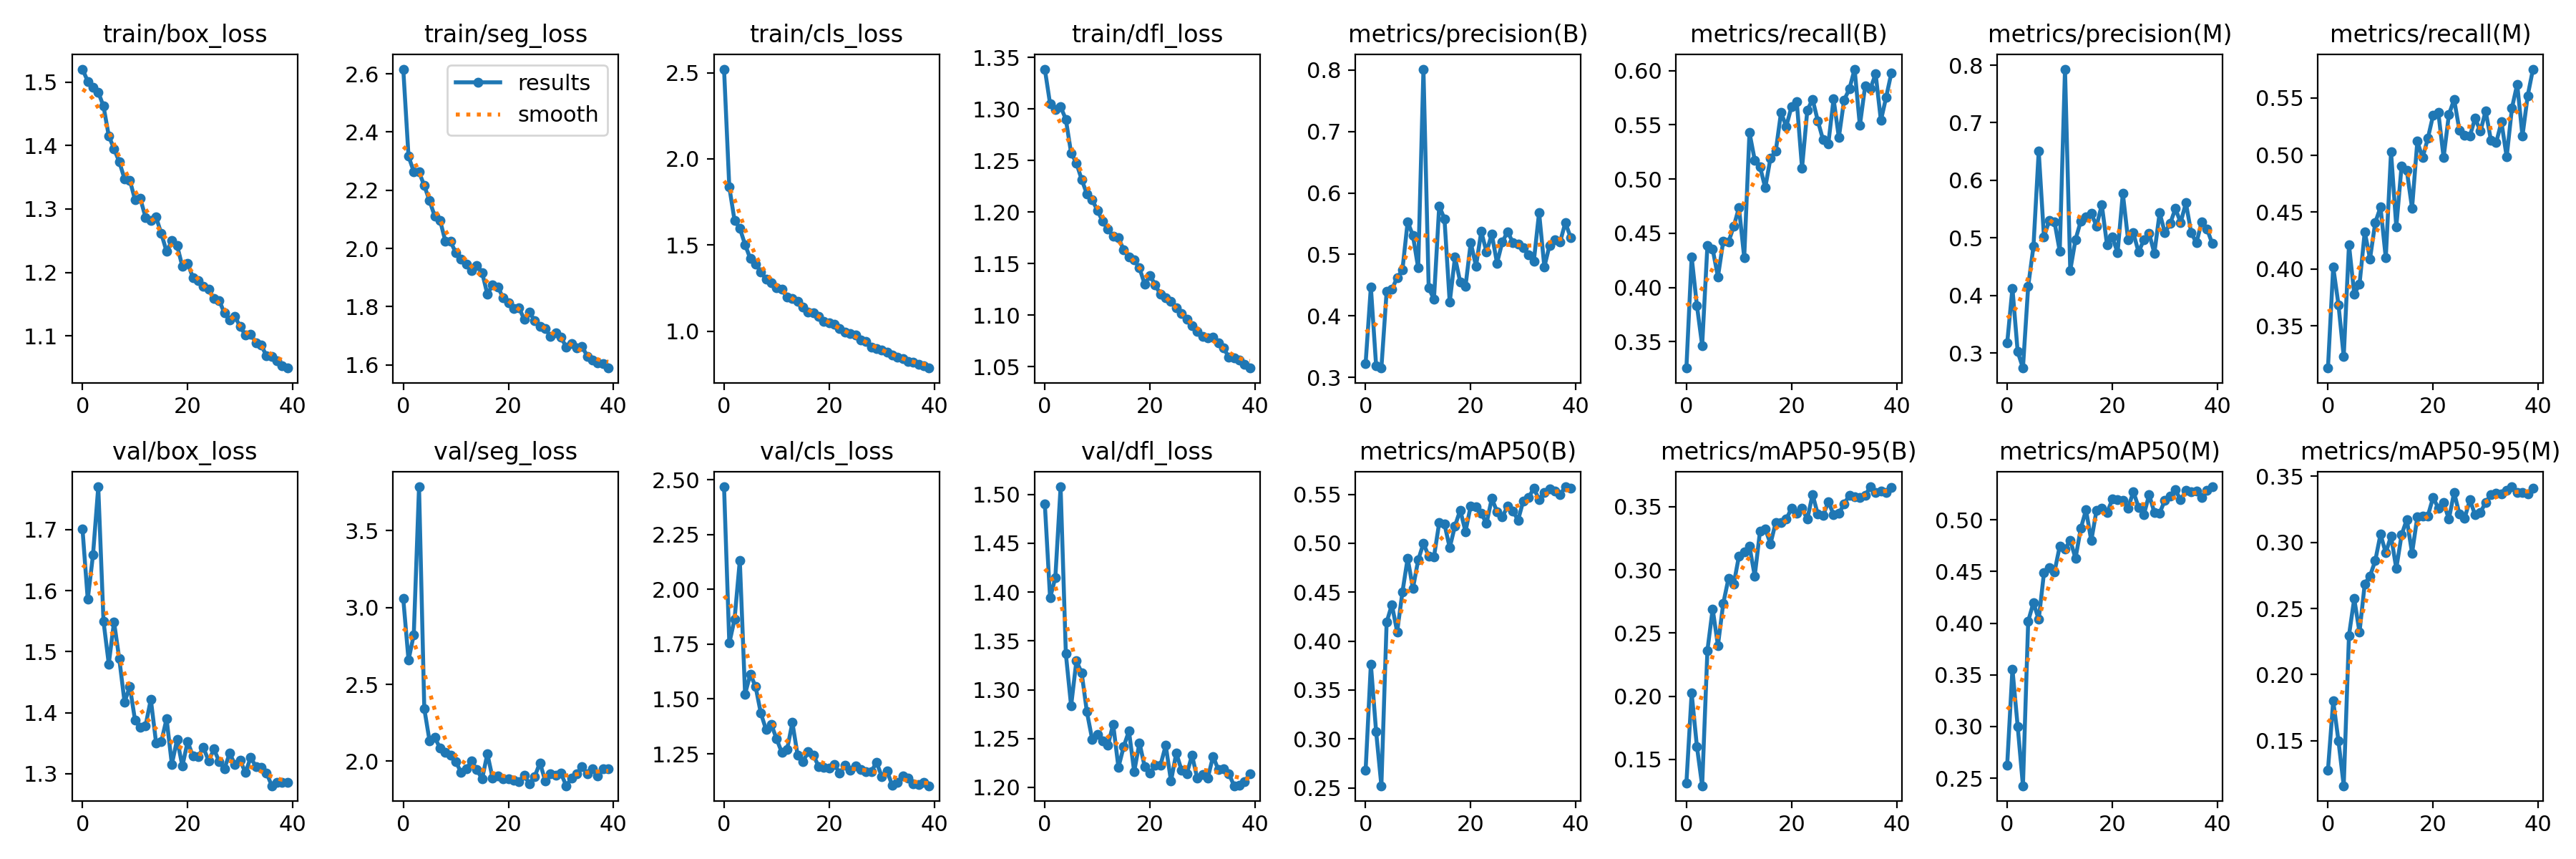 train/box_loss
train/seg_loss
train/cls_loss
train/dfl_loss
metrics/precision(B)
metrics/recall(B)
metrics/precision(M)
metrics/recall(M)
1.5
1.4
1.3
1.2
1.1
0 20 40
2.6
2.4
2.2
2.0
1.8
1.6
results
smooth
0 20 40
2.5
2.0
1.5
1.0
0 20 40
1.35
1.30
1.25
1.20
1.15
1.10
1.05
0 20 40
0.8
0.7
0.6
0.5
0.4
0.3
0 20 40
0.60
0.55
0.50
0.45
0.40
0.35
0 20 40
0.8
0.7
0.6
0.5
0.4
0.3
0 20 40
0.55
0.50
0.45
0.40
0.35
0 20 40
val/box_loss
val/seg_loss
val/cls_loss
val/dfl_loss
metrics/mAP50(B)
metrics/mAP50-95(B)
metrics/mAP50(M)
metrics/mAP50-95(M)
1.7
1.6
1.5
1.4
1.3
0 20 40
3.5
3.0
2.5
2.0
0 20 40
2.50
2.25
2.00
1.75
1.50
1.25
0 20 40
1.50
1.45
1.40
1.35
1.30
1.25
1.20
0 20 40
0.55
0.50
0.45
0.40
0.35
0.30
0.25
0 20 40
0.35
0.30
0.25
0.20
0.15
0 20 40
0.50
0.45
0.40
0.35
0.30
0.25
0 20 40
0.35
0.30
0.25
0.20
0.15
0 20 40